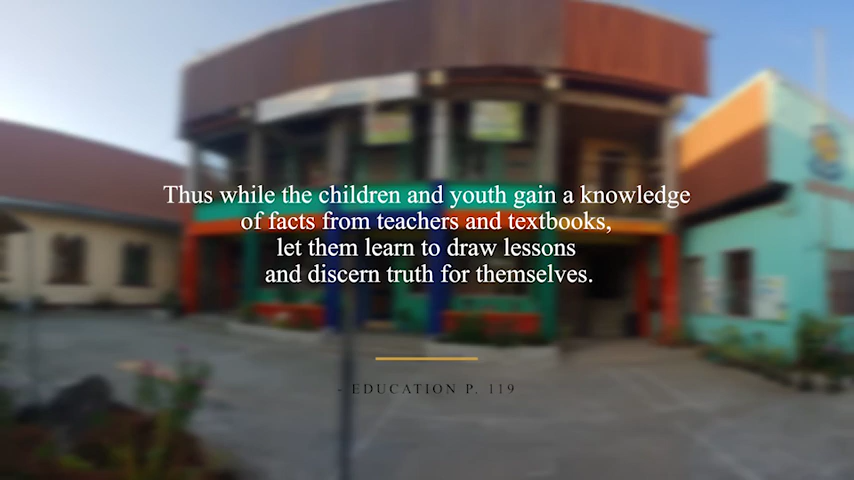 Thus while the children and youth gain a knowledge
of facts from teachers and textbooks,
let them learn to draw lessons
and discern truth for themselves.
- EDUCATION P. 119